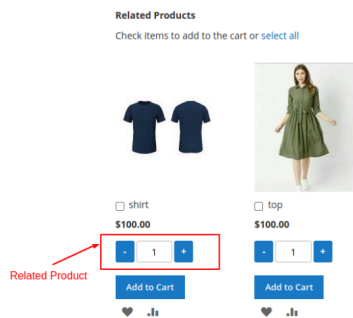 Related Products
Check items to add to the cart or select all
shirt
top
$100.00
$100.00
- 1 +
- 1 +
Related Product
Add to Cart
Add to Cart